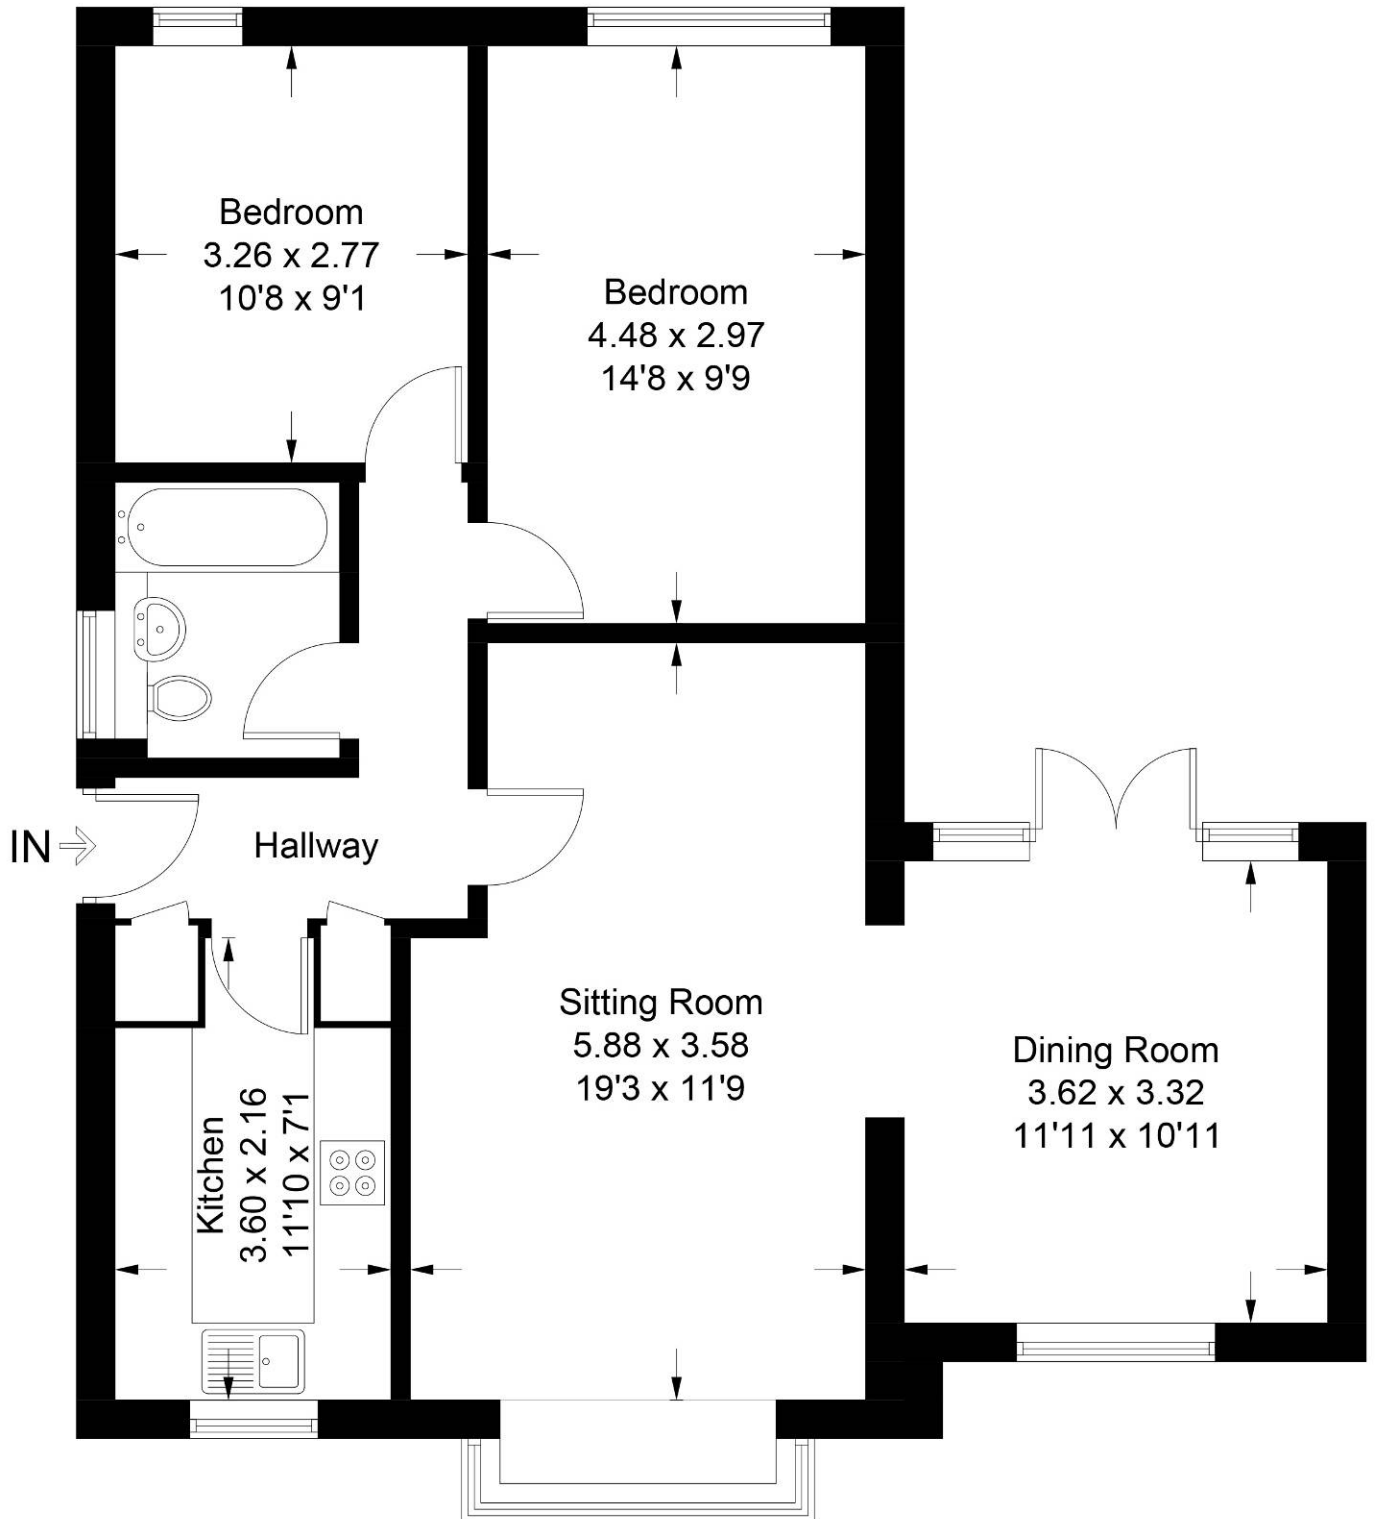 Bedroom
3.26 x 2.77
10'8 x 9'1
Bedroom
4.48 x 2.97
14'8 x 9'9
IN
Hallway
Sitting Room
5.88 x 3.58
19'3 x 11'9
Dining Room
3.62 x 3.32
11'11 x 10'11
Kitchen
3.60 x 2.16
11'10 x 7'1